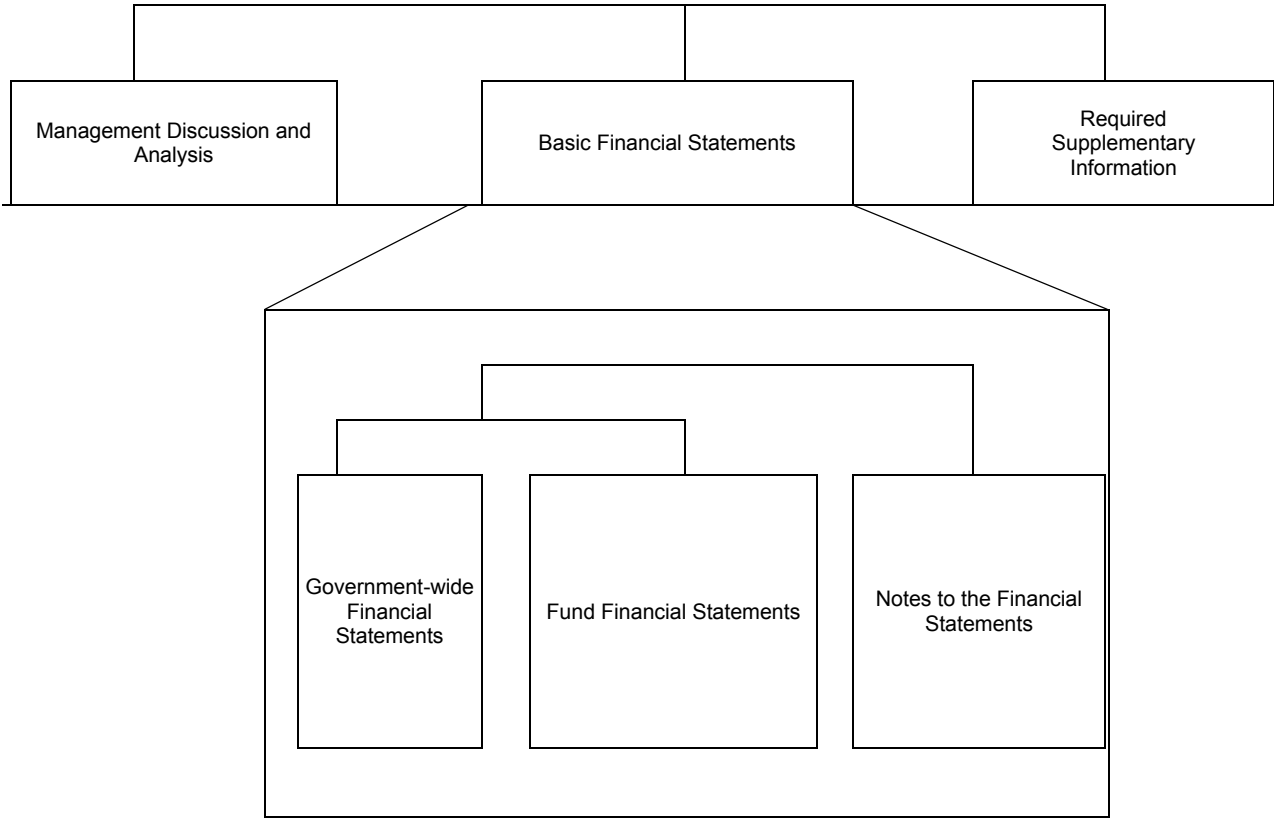 Management Discussion and
Analysis
Basic Financial Statements
Required
Supplementary
Information
Government-wide
Financial
Statements
Fund Financial Statements
Notes to the Financial
Statements